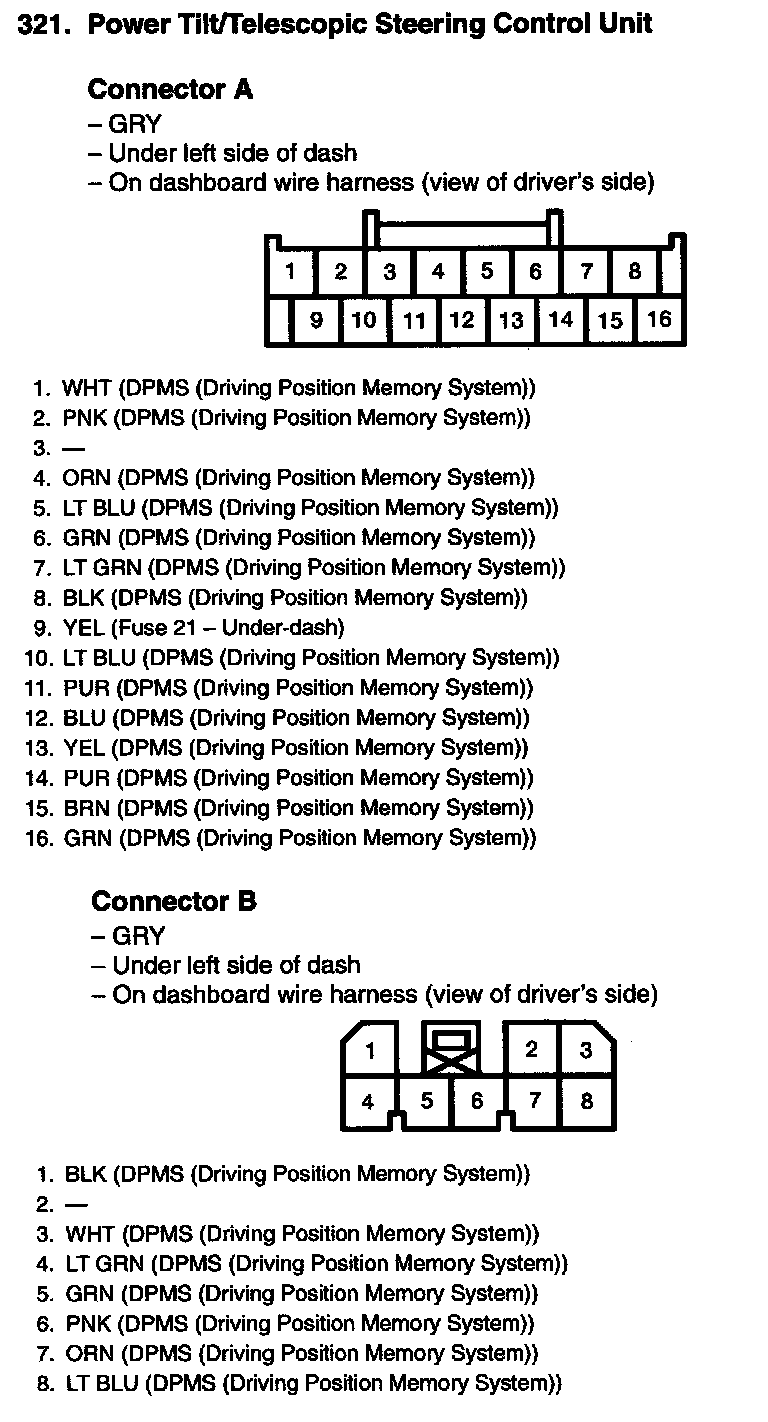 321. Power Tilt/Telescopic Steering Control Unit
Connector A
– GRY
– Under left side of dash
– On dashboard wire harness (view of driver's side)
1 2 3 4 5 6 7 8
9 10 11 12 13 14 15 16
1. WHT (DPMS (Driving Position Memory System))
2. PNK (DPMS (Driving Position Memory System))
3. —
4. ORN (DPMS (Driving Position Memory System))
5. LT BLU (DPMS (Driving Position Memory System))
6. GRN (DPMS (Driving Position Memory System))
7. LT GRN (DPMS (Driving Position Memory System))
8. BLK (DPMS (Driving Position Memory System))
9. YEL (Fuse 21 – Under-dash)
10. LT BLU (DPMS (Driving Position Memory System))
11. PUR (DPMS (Driving Position Memory System))
12. BLU (DPMS (Driving Position Memory System))
13. YEL (DPMS (Driving Position Memory System))
14. PUR (DPMS (Driving Position Memory System))
15. BRN (DPMS (Driving Position Memory System))
16. GRN (DPMS (Driving Position Memory System))
Connector B
– GRY
– Under left side of dash
– On dashboard wire harness (view of driver's side)
1 2 3
4 5 6 7 8
1. BLK (DPMS (Driving Position Memory System))
2. —
3. WHT (DPMS (Driving Position Memory System))
4. LT GRN (DPMS (Driving Position Memory System))
5. GRN (DPMS (Driving Position Memory System))
6. PNK (DPMS (Driving Position Memory System))
7. ORN (DPMS (Driving Position Memory System))
8. LT BLU (DPMS (Driving Position Memory System))